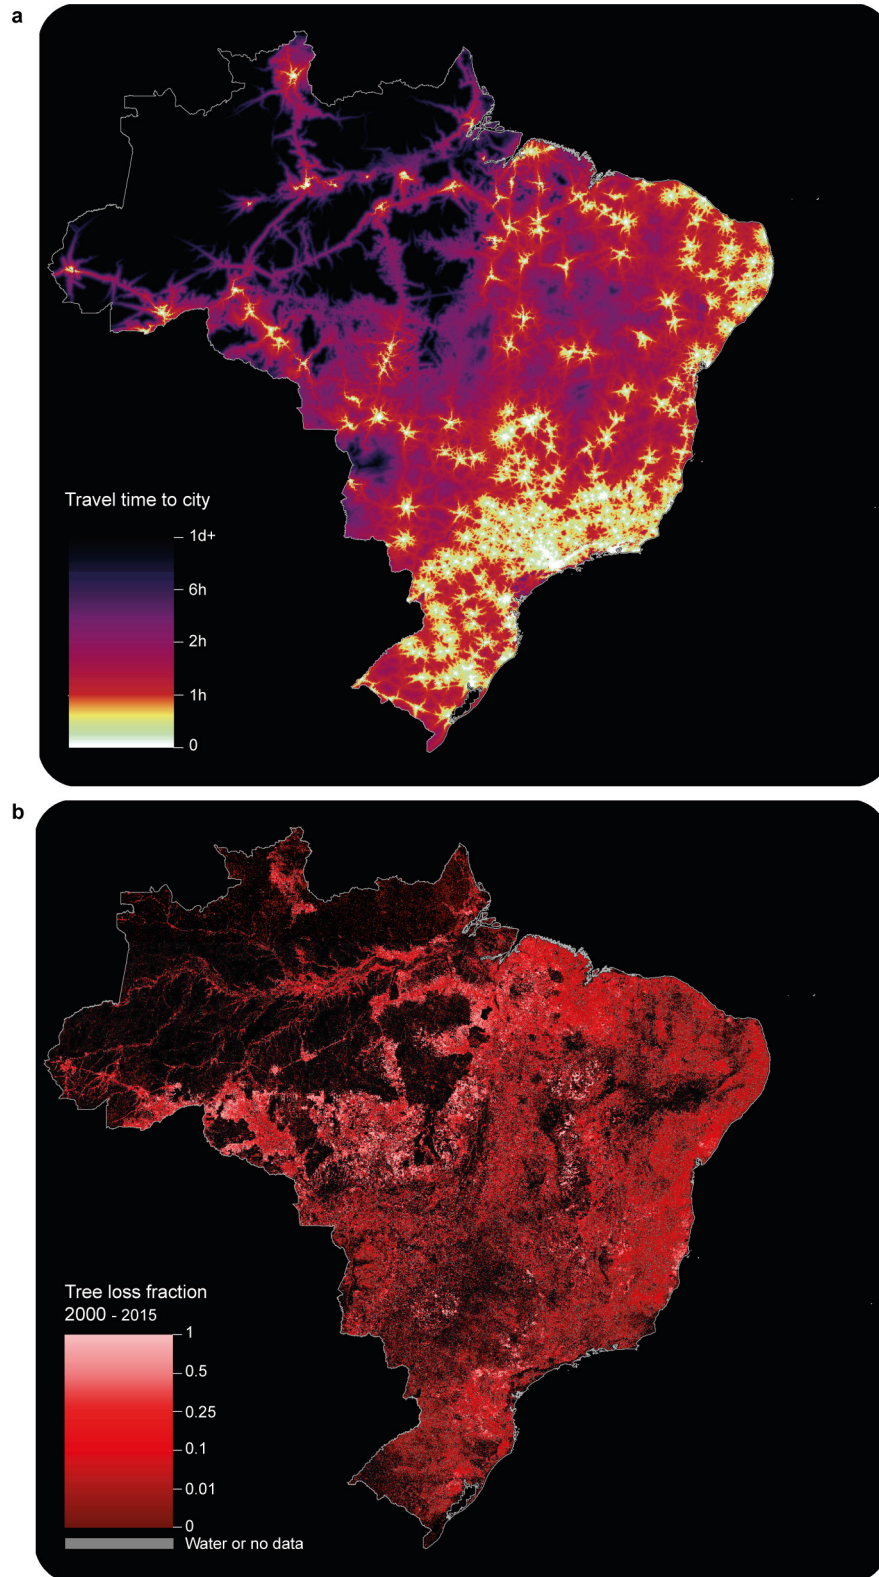 a
Travel time to city
1d+
6h
2h
1h
0
b
Tree loss fraction
2000 - 2015
1
0.5
0.25
0.1
0.01
0
Water or no data